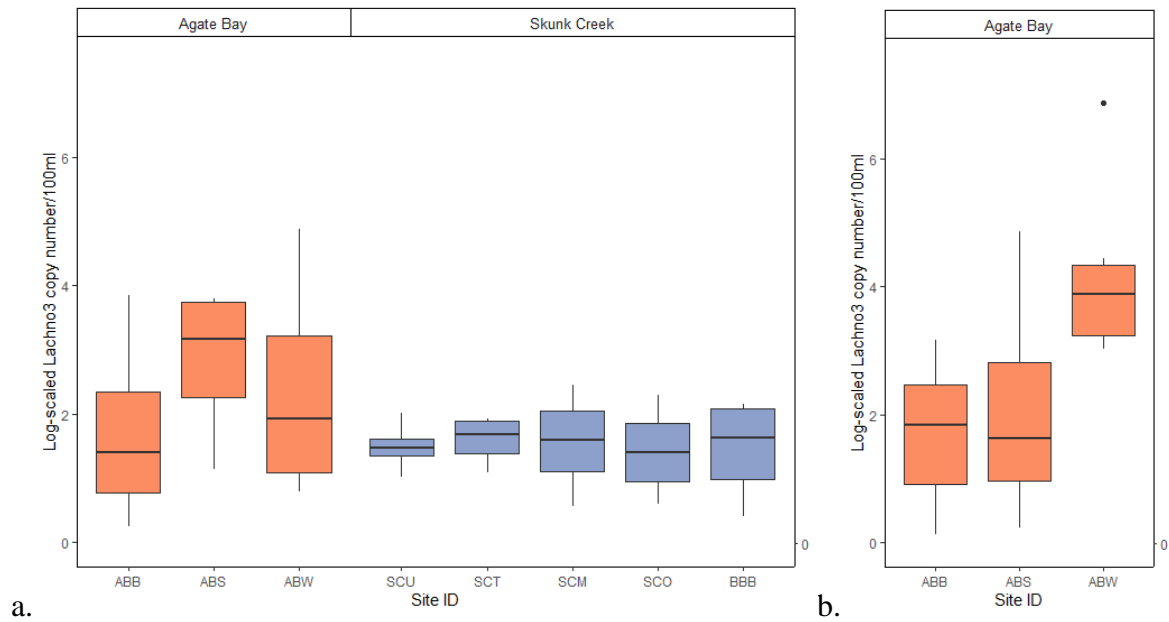 Agate Bay Skunk Creek
Log-scaled Lachno3 copy number/100ml
6
4
2
0
0
ABB ABS ABW SCU SCT SCM SCO BBB
Site ID
a.
Agate Bay
Log-scaled Lachno3 copy number/100ml
6
4
2
0
0
ABB ABS ABW
Site ID
b.